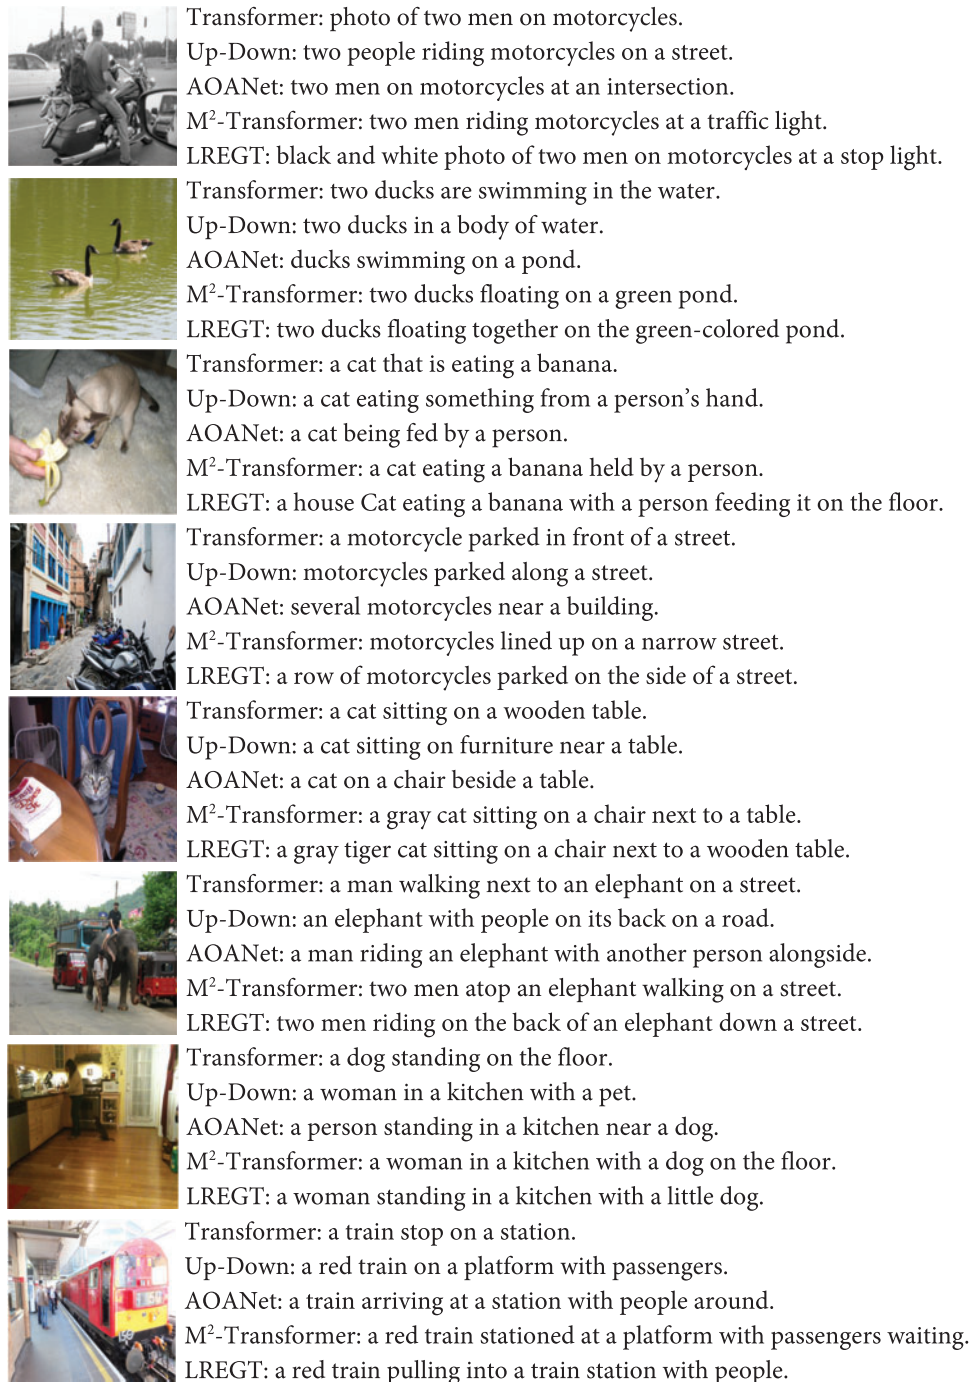 Transformer: photo of two men on motorcycles.
Up-Down: two people riding motorcycles on a street.
AOANet: two men on motorcycles at an intersection.
M²-Transformer: two men riding motorcycles at a traffic light.
LREGT: black and white photo of two men on motorcycles at a stop light.
Transformer: two ducks are swimming in the water.
Up-Down: two ducks in a body of water.
AOANet: ducks swimming on a pond.
M²-Transformer: two ducks floating on a green pond.
LREGT: two ducks floating together on the green-colored pond.
Transformer: a cat that is eating a banana.
Up-Down: a cat eating something from a person’s hand.
AOANet: a cat being fed by a person.
M²-Transformer: a cat eating a banana held by a person.
LREGT: a house Cat eating a banana with a person feeding it on the floor.
Transformer: a motorcycle parked in front of a street.
Up-Down: motorcycles parked along a street.
AOANet: several motorcycles near a building.
M²-Transformer: motorcycles lined up on a narrow street.
LREGT: a row of motorcycles parked on the side of a street.
Transformer: a cat sitting on a wooden table.
Up-Down: a cat sitting on furniture near a table.
AOANet: a cat on a chair beside a table.
M²-Transformer: a gray cat sitting on a chair next to a table.
LREGT: a gray tiger cat sitting on a chair next to a wooden table.
Transformer: a man walking next to an elephant on a street.
Up-Down: an elephant with people on its back on a road.
AOANet: a man riding an elephant with another person alongside.
M²-Transformer: two men atop an elephant walking on a street.
LREGT: two men riding on the back of an elephant down a street.
Transformer: a dog standing on the floor.
Up-Down: a woman in a kitchen with a pet.
AOANet: a person standing in a kitchen near a dog.
M²-Transformer: a woman in a kitchen with a dog on the floor.
LREGT: a woman standing in a kitchen with a little dog.
Transformer: a train stop on a station.
Up-Down: a red train on a platform with passengers.
AOANet: a train arriving at a station with people around.
M²-Transformer: a red train stationed at a platform with passengers waiting.
LREGT: a red train pulling into a train station with people.